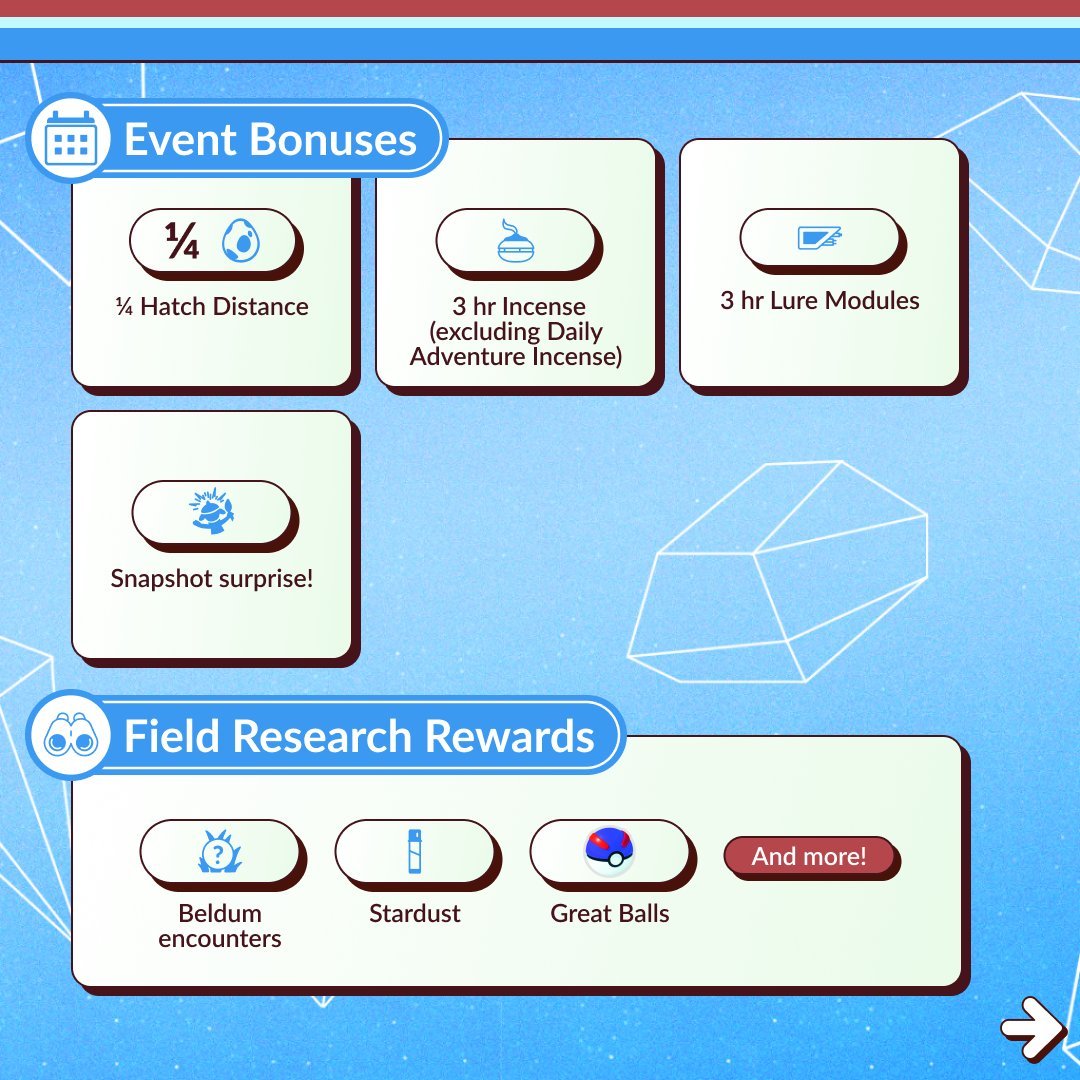 Event Bonuses
¼
¼ Hatch Distance
3 hr Incense
(excluding Daily
Adventure Incense)
3 hr Lure Modules
Snapshot surprise!
Field Research Rewards
?
Beldum
encounters
Stardust
Great Balls
And more!